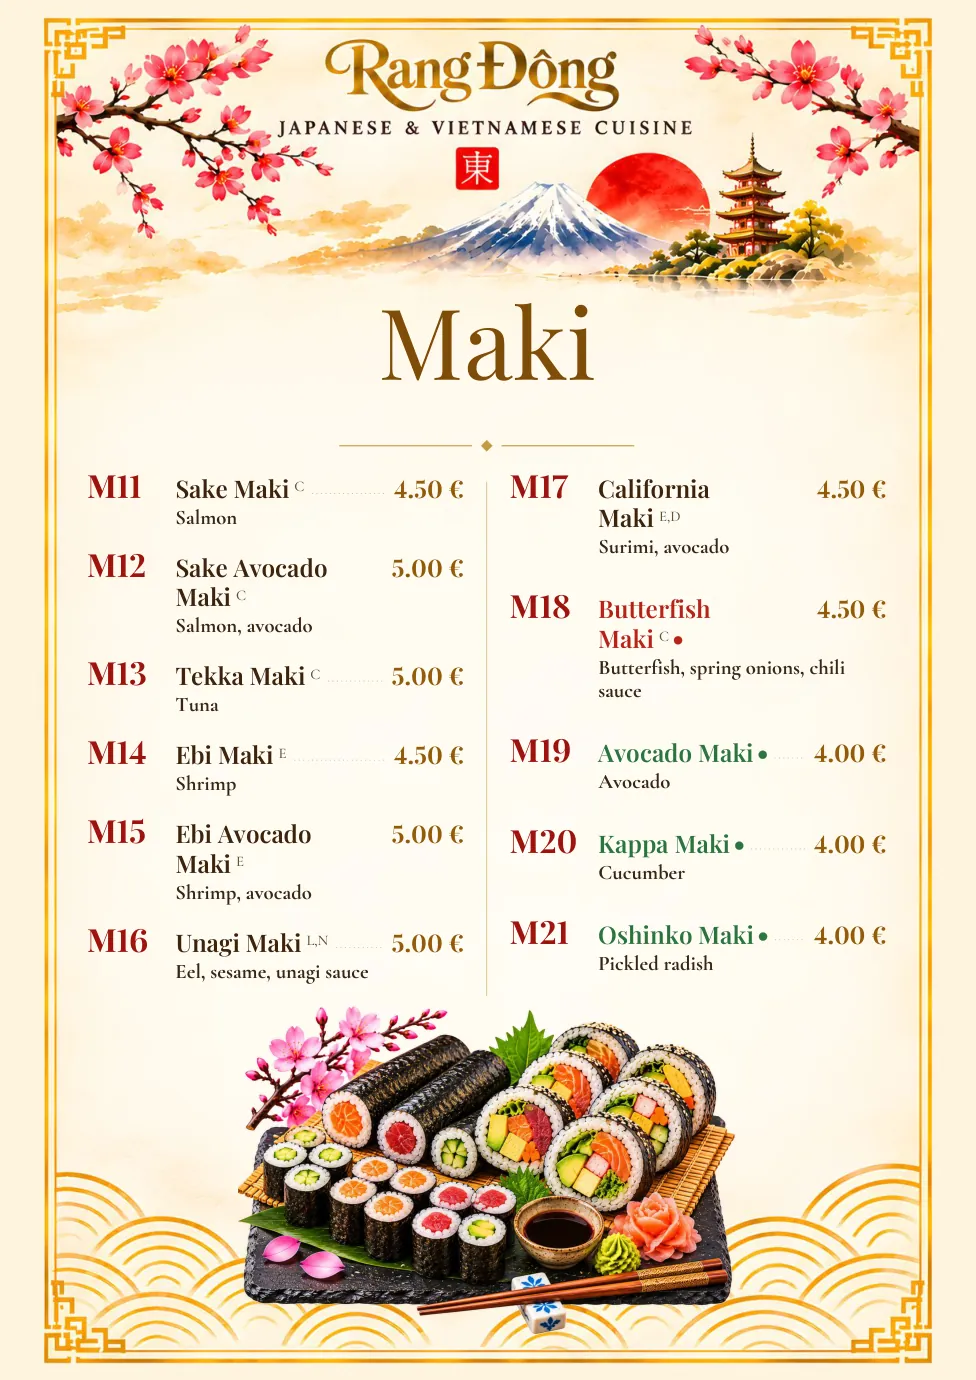 Rang Đông
JAPANESE & VIETNAMESE CUISINE
東
Maki
M11 Sake Maki C 4.50 €
Salmon
M12 Sake Avocado 5.00 €
Maki C
Salmon, avocado
M13 Tekka Maki C 5.00 €
Tuna
M14 Ebi Maki E 4.50 €
Shrimp
M15 Ebi Avocado 5.00 €
Maki E
Shrimp, avocado
M16 Unagi Maki L,N 5.00 €
Eel, sesame, unagi sauce
M17 California 4.50 €
Maki E,D
Surimi, avocado
M18 Butterfish 4.50 €
Maki C •
Butterfish, spring onions, chili
sauce
M19 Avocado Maki • 4.00 €
Avocado
M20 Kappa Maki • 4.00 €
Cucumber
M21 Oshinko Maki • 4.00 €
Pickled radish